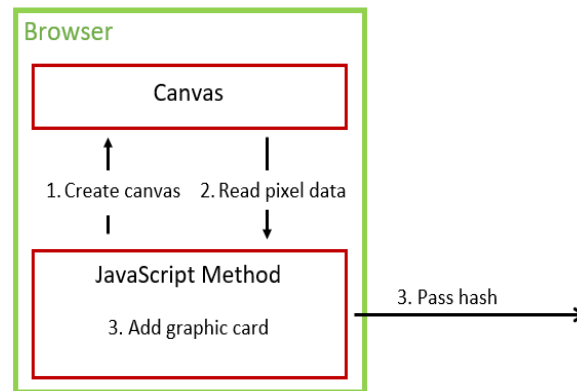 Browser
Canvas
1. Create canvas
2. Read pixel data
JavaScript Method
3. Add graphic card
3. Pass hash